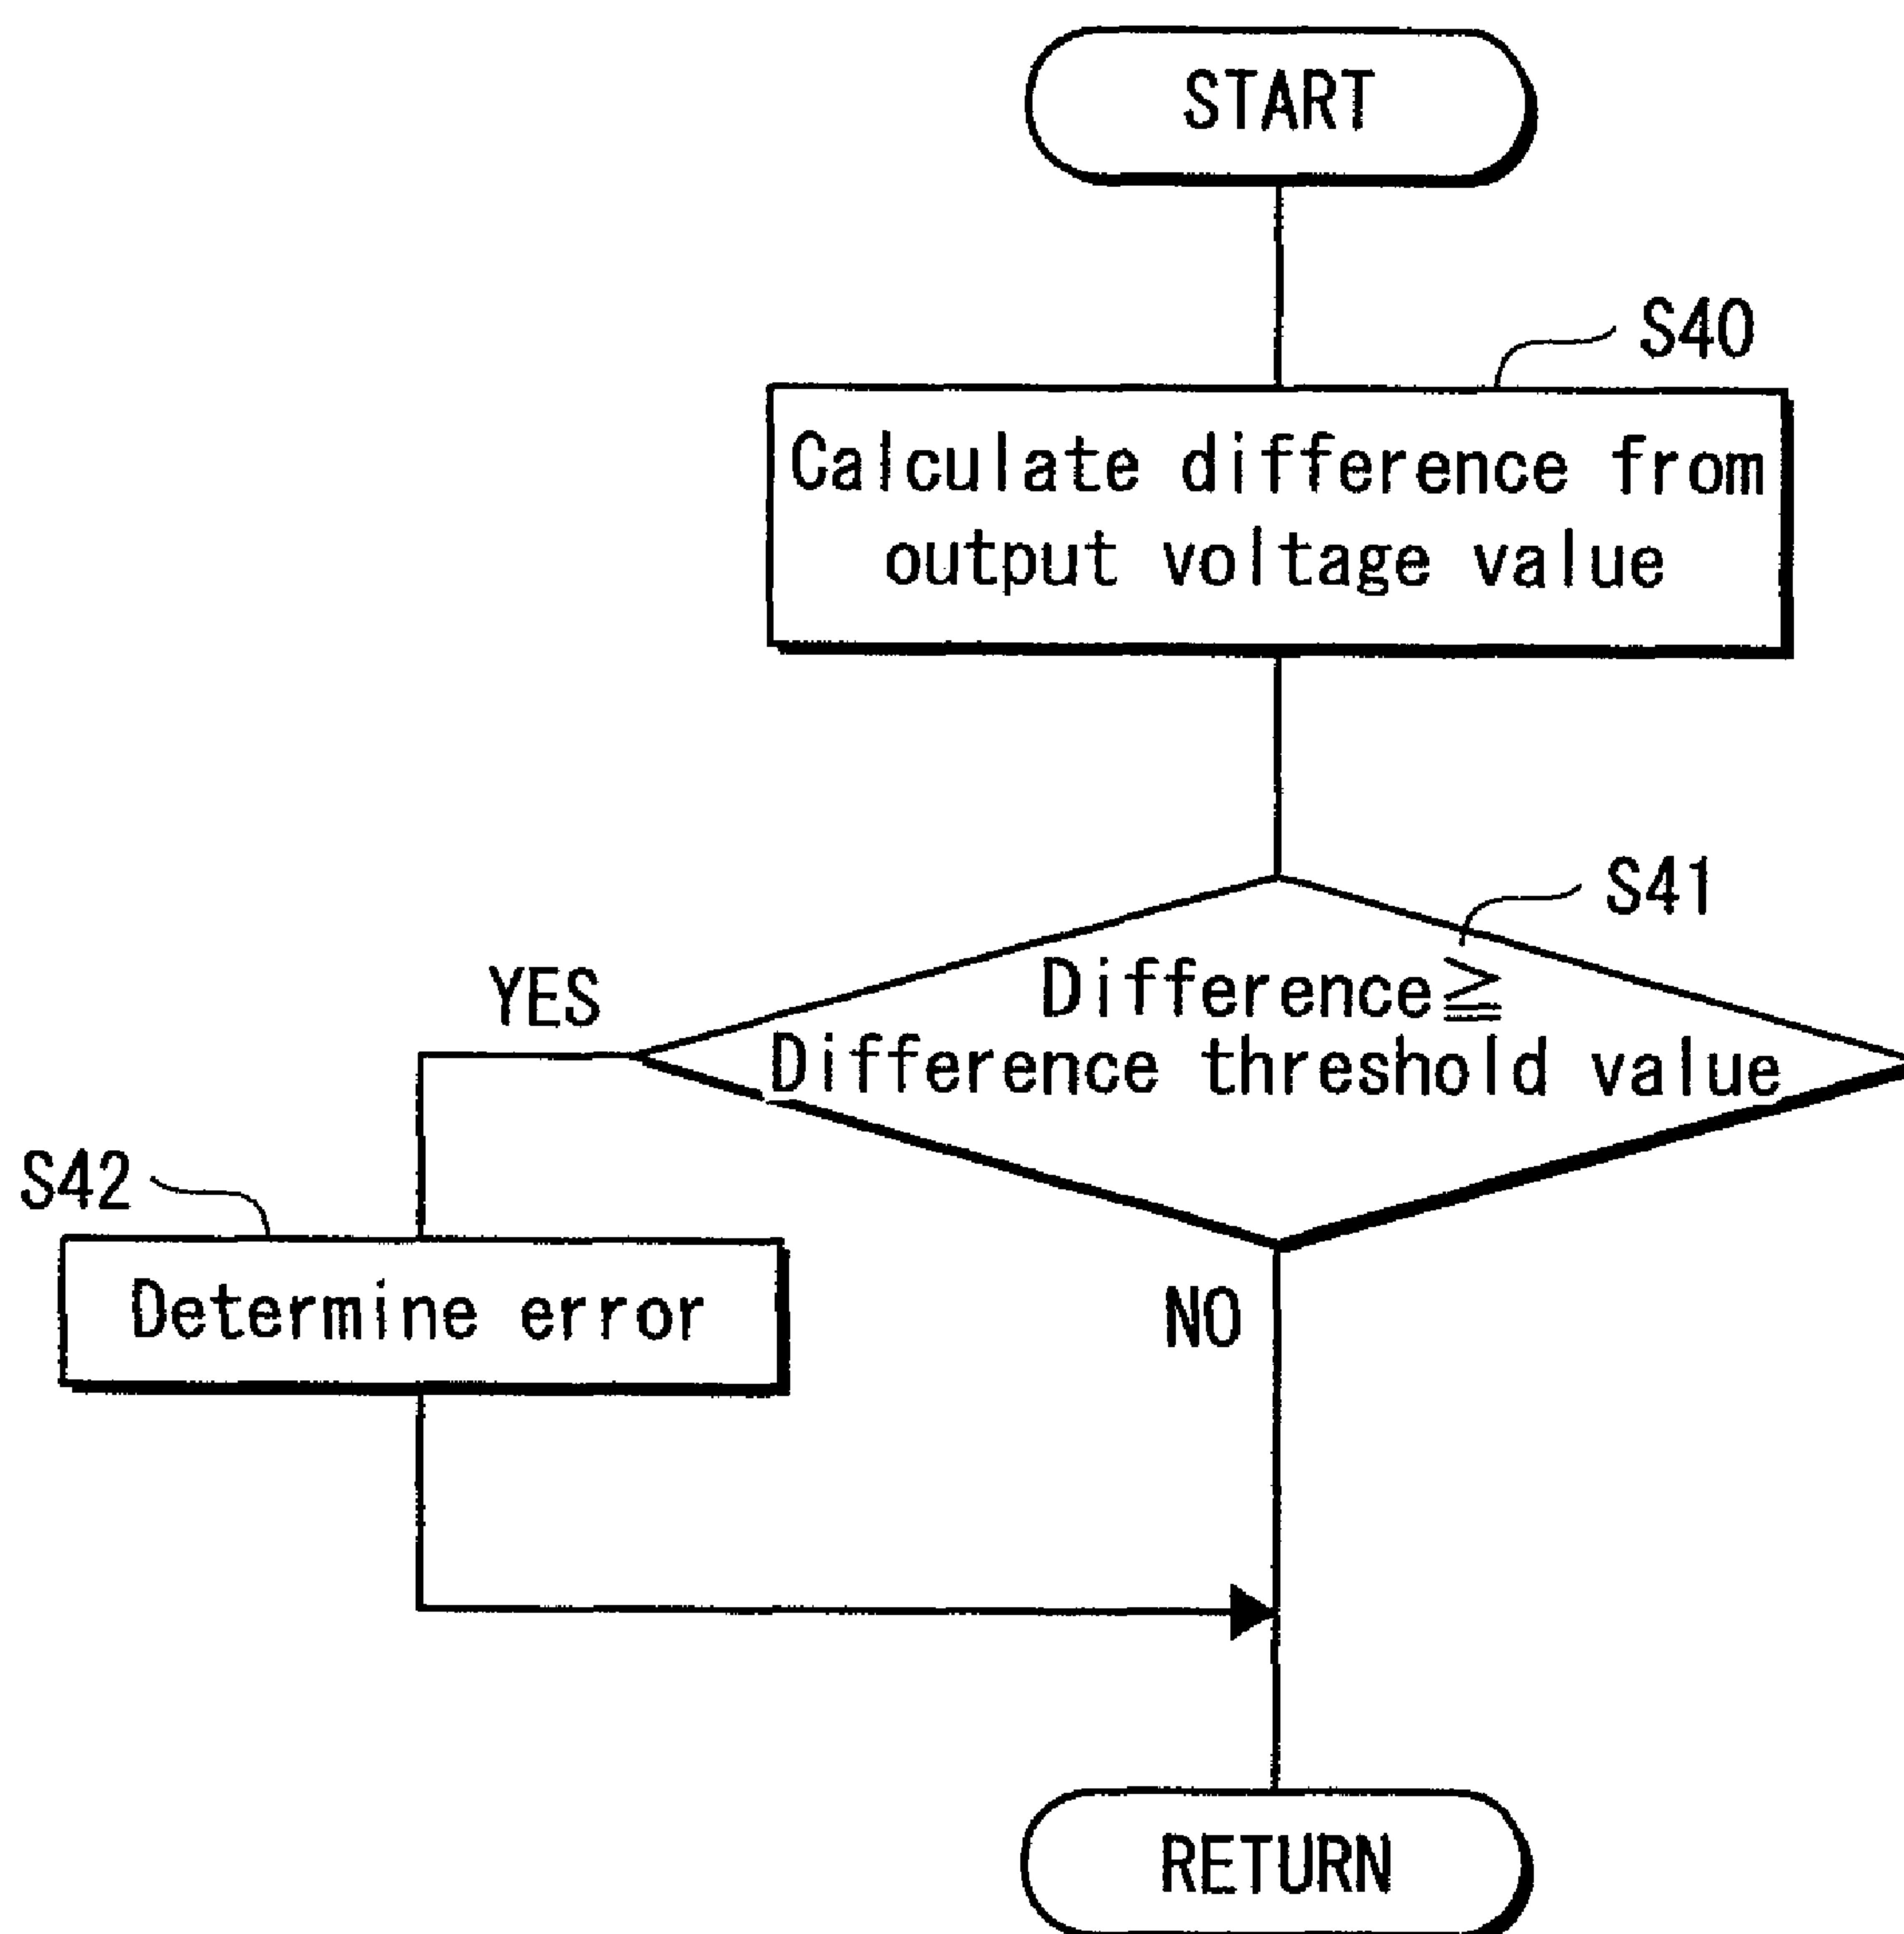 START
S40
Calculate difference from
output voltage value
S41
YES
Difference≧
Difference threshold value
S42
Determine error
NO
RETURN